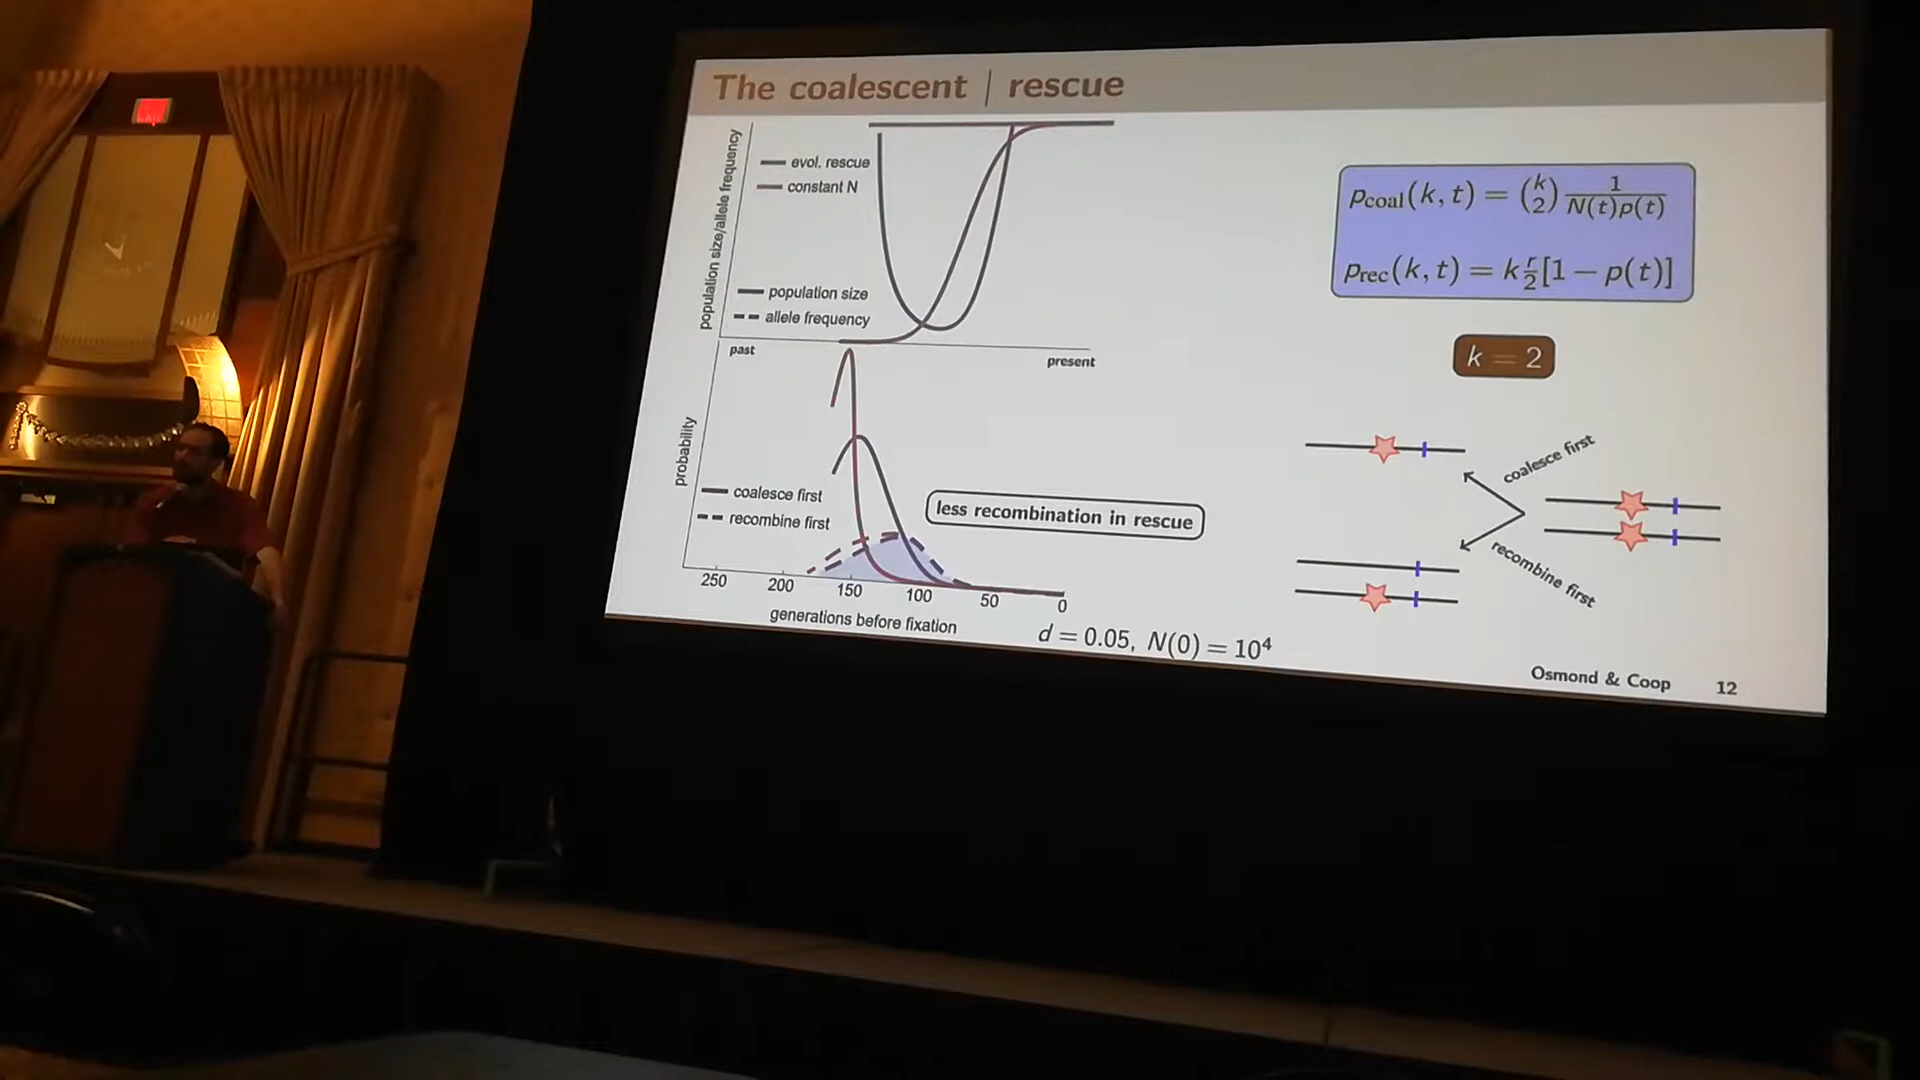 The coalescent | rescue
population size/allele frequency
evol. rescue
constant N
population size
allele frequency
past
present
probability
coalesce first
recombine first
less recombination in rescue
250 200 150 100 50 0
generations before fixation
d = 0.05, N(0) = 10⁴
p_coal(k, t) = (k 2) 1/N(t)p(t)
p_rec(k, t) = k r/2 [1 − p(t)]
k = 2
coalesce first
recombine first
Osmond & Coop
12